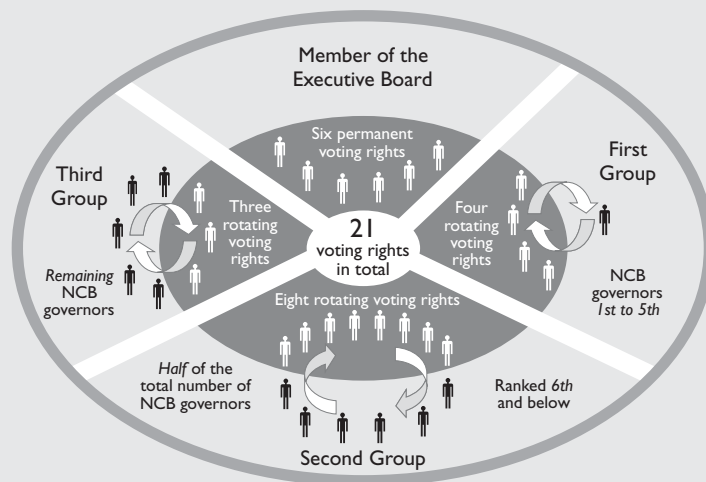 Member of the
Executive Board
Six permanent
voting rights
First
Group
Four
rotating
voting
rights
NCB
governors
1st to 5th
Third
Group
Three
rotating
voting
rights
Remaining
NCB
governors
21
voting rights
in total
Eight rotating voting rights
Half of the
total number of
NCB governors
Ranked 6th
and below
Second Group